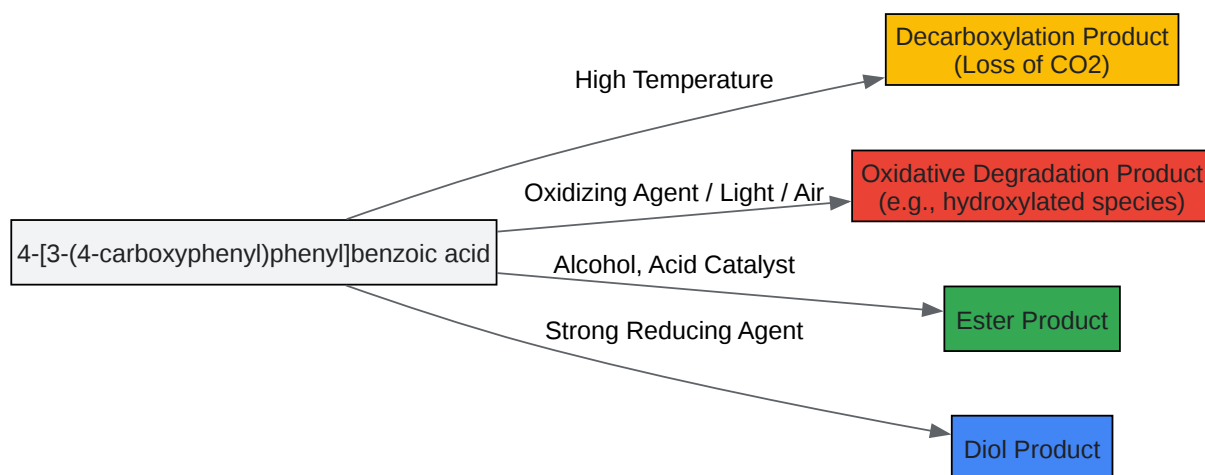 Decarboxylation Product
(Loss of CO2)
High Temperature
Oxidizing Agent / Light / Air
Oxidative Degradation Product
(e.g., hydroxylated species)
4-[3-(4-carboxyphenyl)phenyl]benzoic acid
Alcohol, Acid Catalyst
Ester Product
Strong Reducing Agent
Diol Product